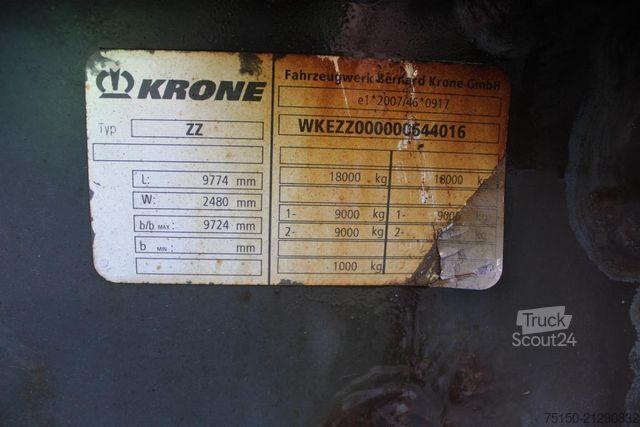 KRONE
Fahrzeugwerk Bernard Krone GmbH
e1*2007/46*0917
Typ ZZ
WKEZZ000000644016
L: 9774 mm
W: 2480 mm
b/b MAX: 9724 mm
b MIN: mm
18000 kg 18000
1- 9000 kg 1- 9000
2- 9000 kg 2-
1000 kg
Truck
Scout24
75150-21290832